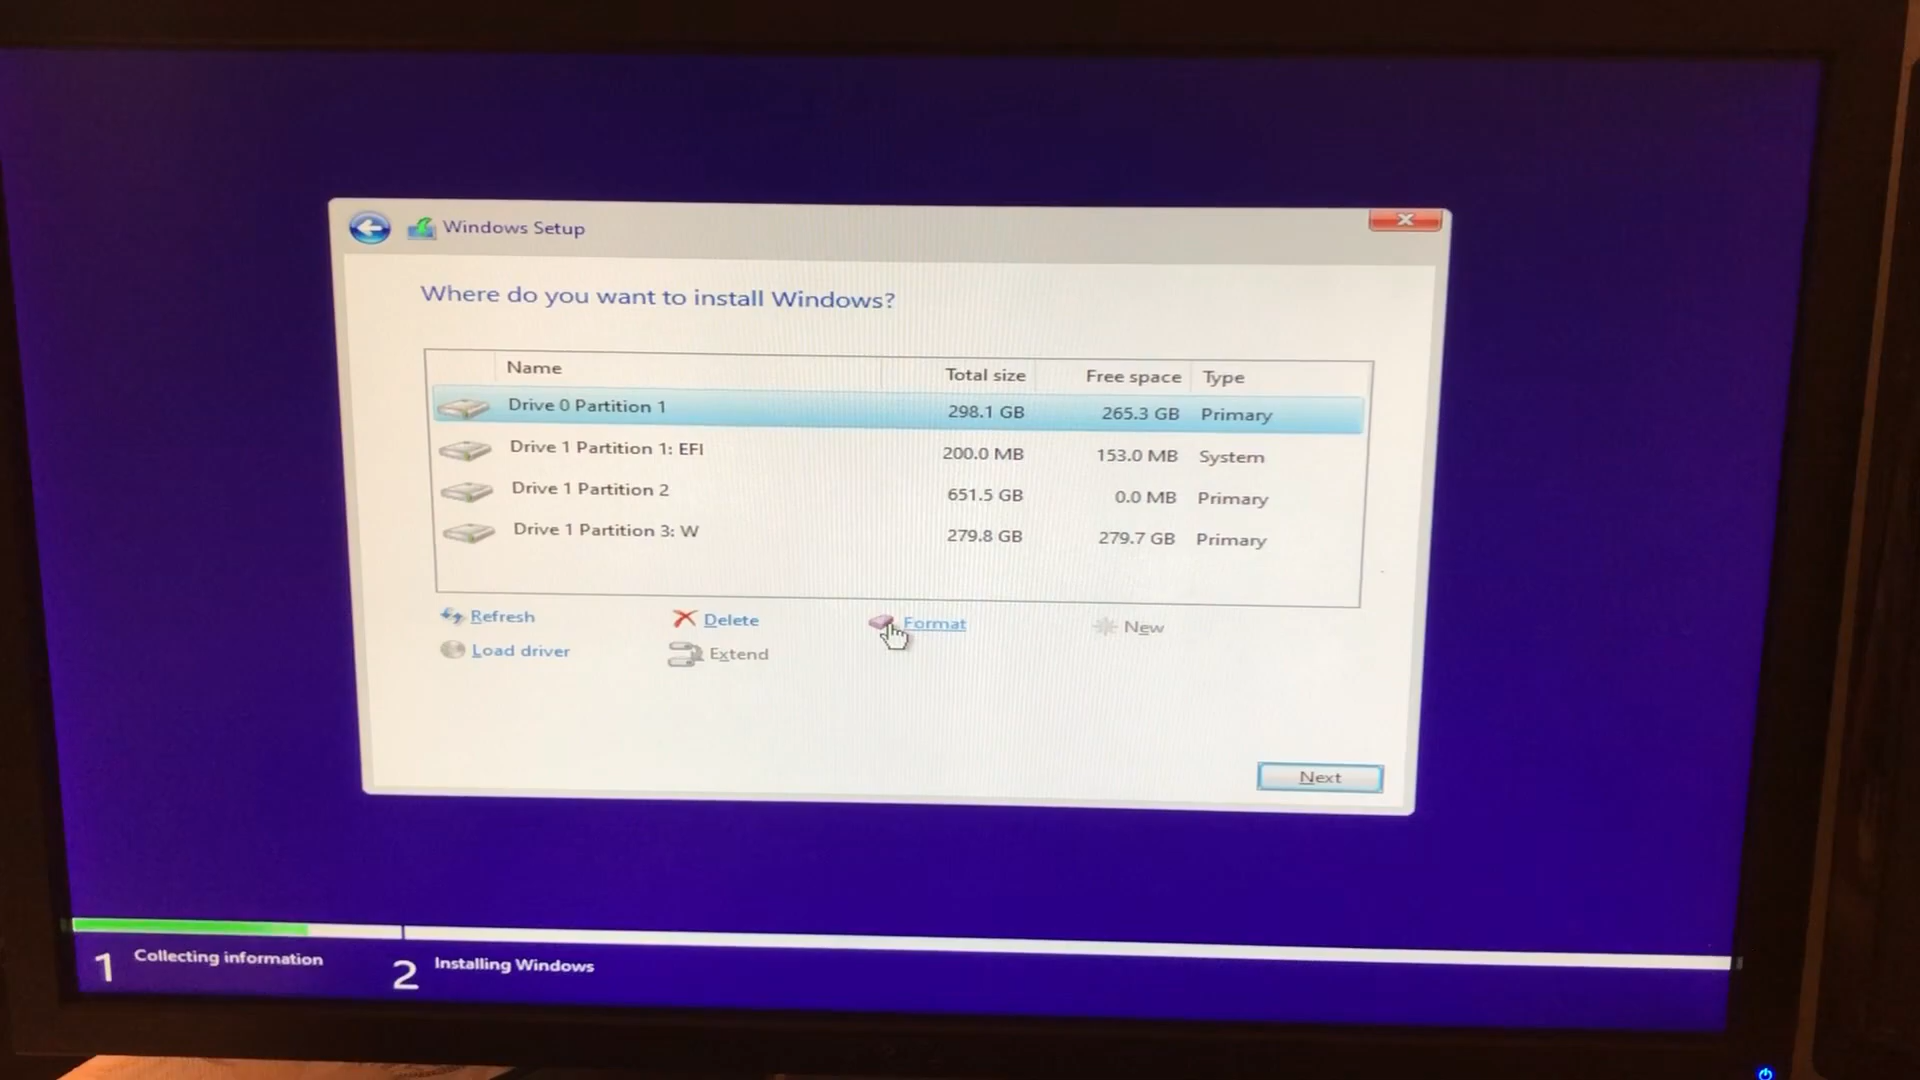 Windows Setup
Where do you want to install Windows?
Name Total size Free space Type
Drive 0 Partition 1 298.1 GB 265.3 GB Primary
Drive 1 Partition 1: EFI 200.0 MB 153.0 MB System
Drive 1 Partition 2 651.5 GB 0.0 MB Primary
Drive 1 Partition 3: W 279.8 GB 279.7 GB Primary
Refresh Delete Format New
Load driver Extend
Next
1 Collecting information 2 Installing Windows